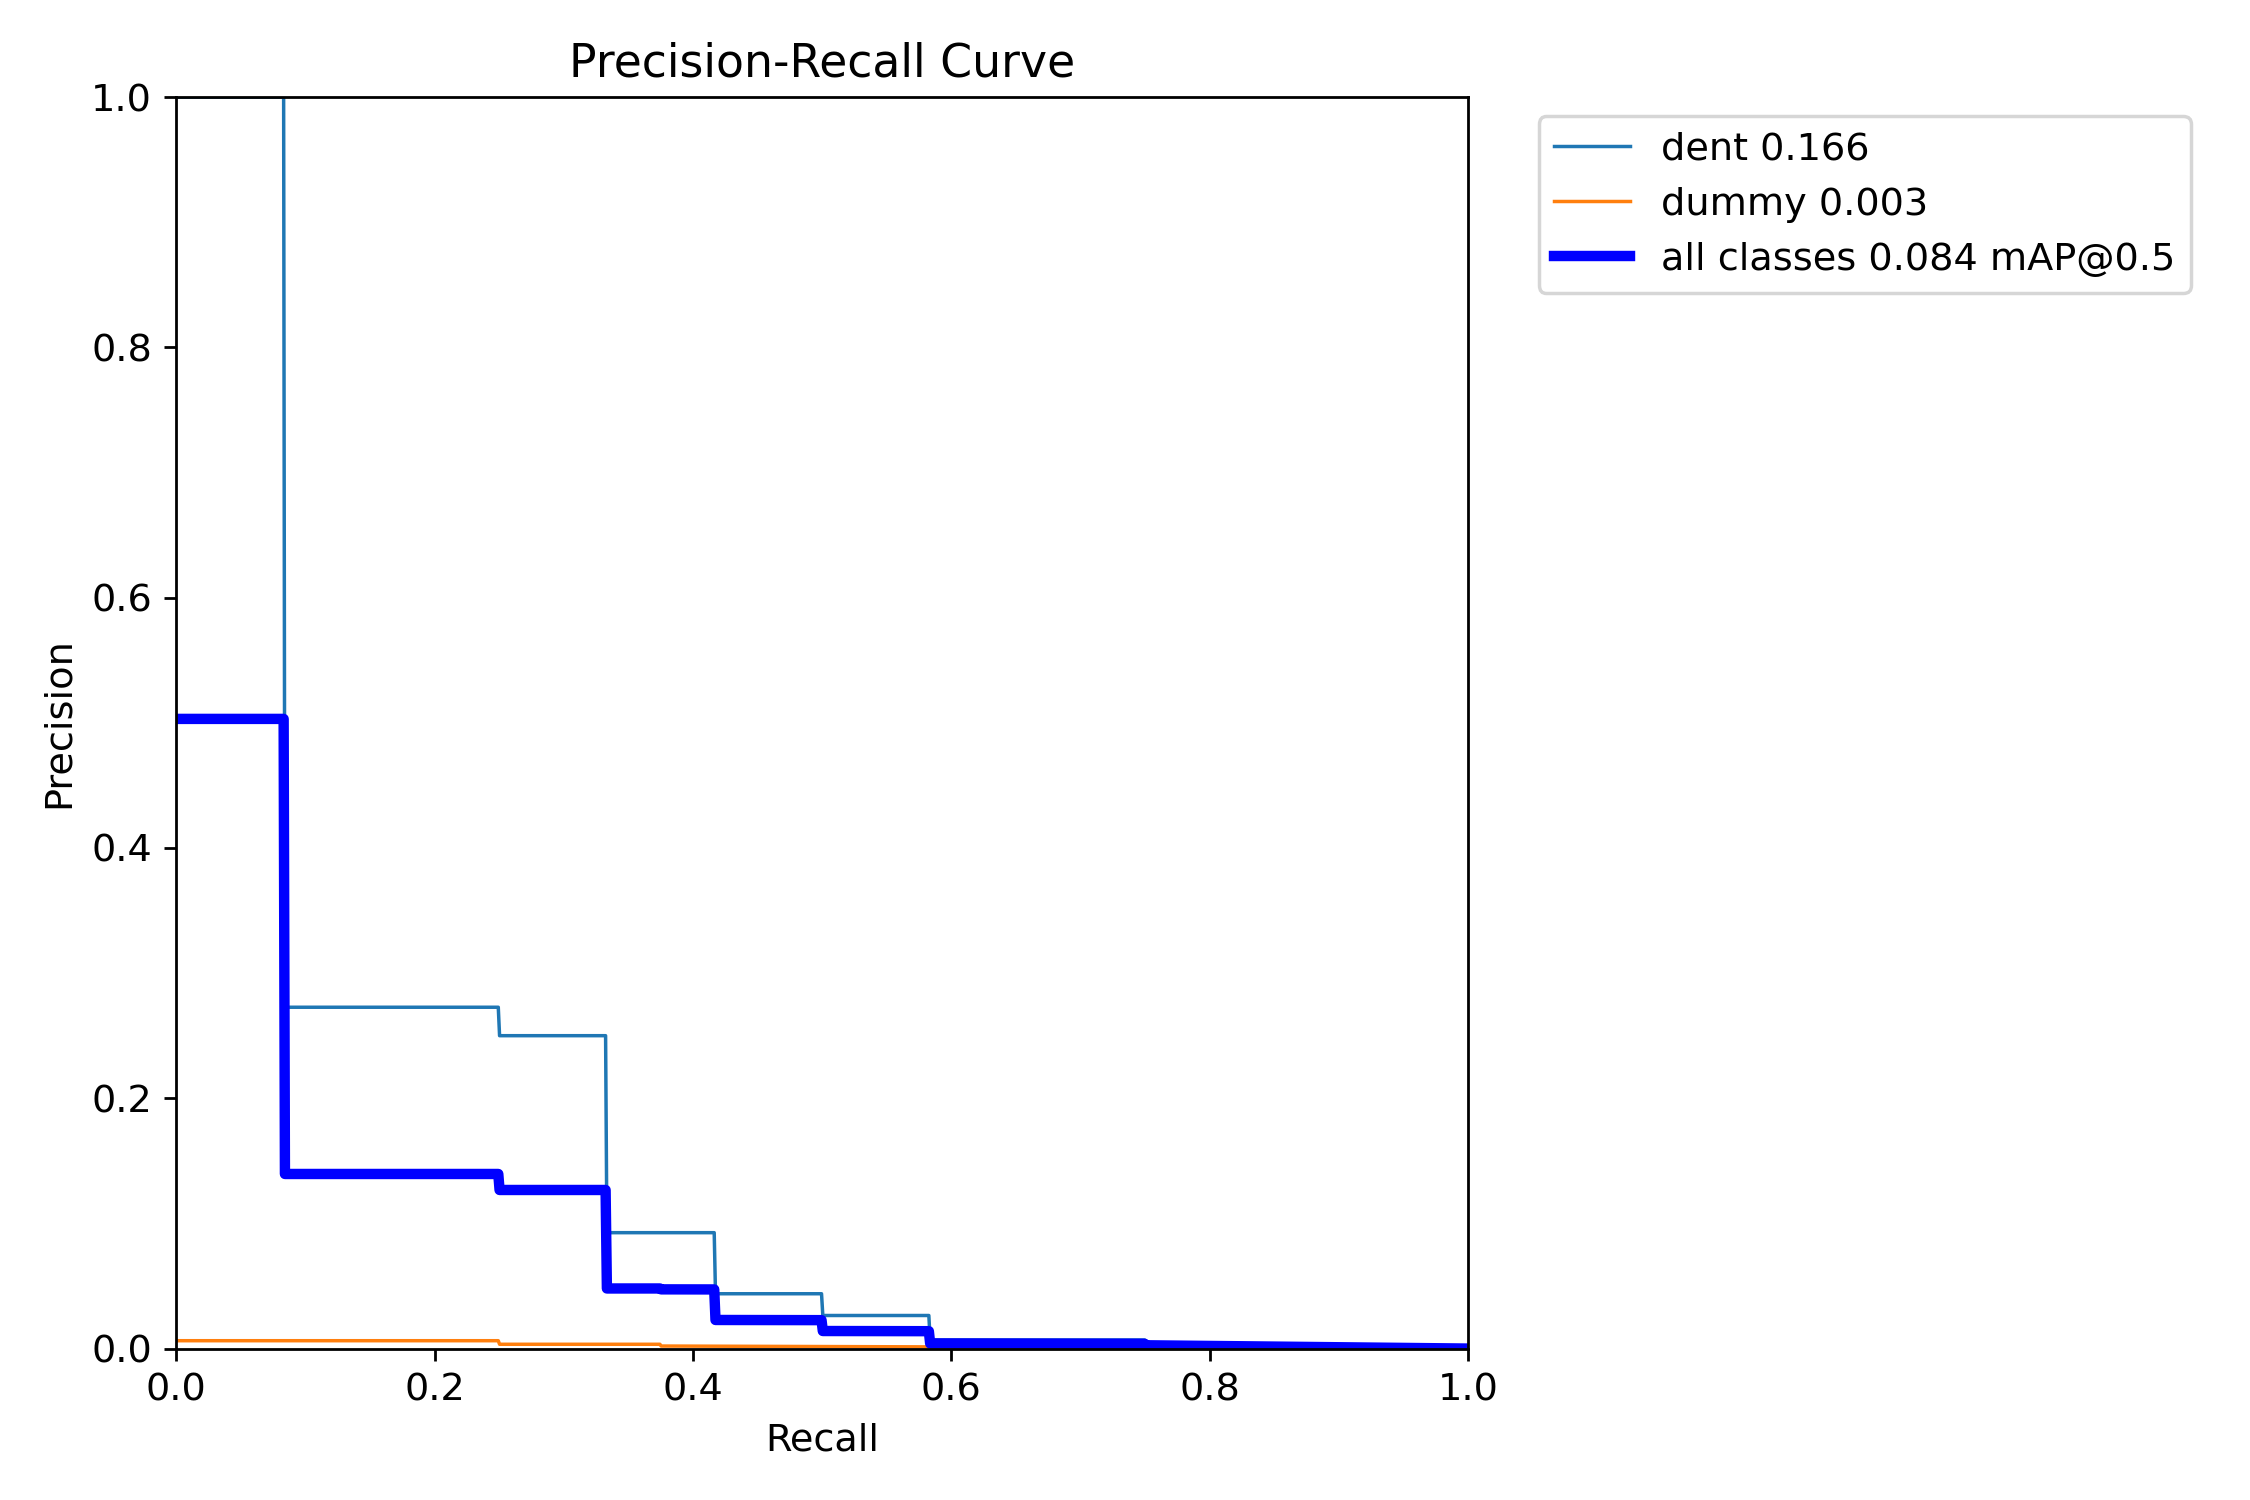 Precision-Recall Curve
1.0
0.8
0.6
0.4
0.2
0.0
Precision
0.0 0.2 0.4 0.6 0.8 1.0
Recall
dent 0.166
dummy 0.003
all classes 0.084 mAP@0.5